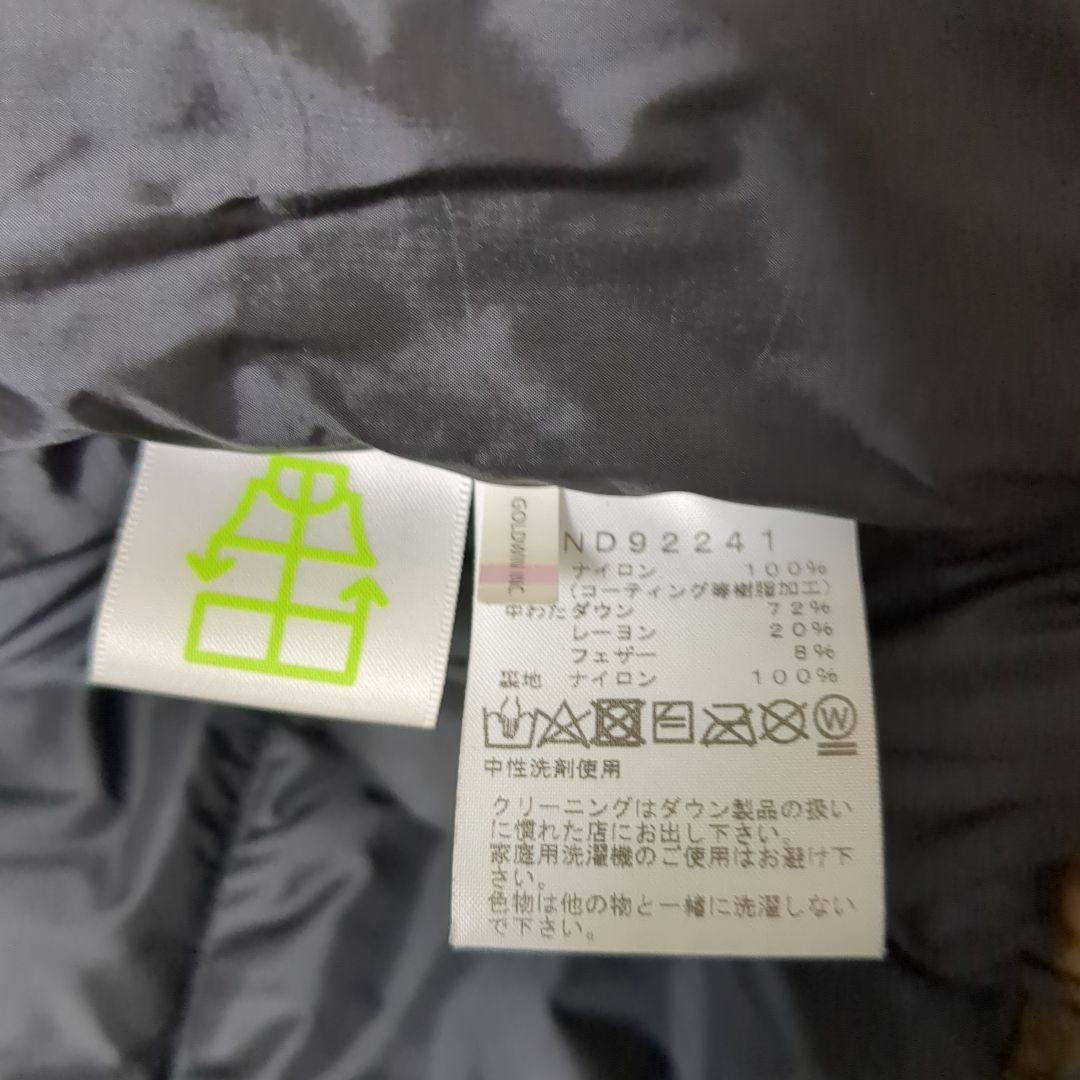 GOLDWIN INC
ND92241
ナイロン 100%
(コーティング等樹脂加工)
中わた ダウン 72%
レーヨン 20%
フェザー 8%
裏地 ナイロン 100%
W
中性洗剤使用
クリーニングはダウン製品の扱い
に慣れた店にお出し下さい。
家庭用洗濯機のご使用はお避け下
さい。
色物は他の物と一緒に洗濯しない
で下さい。